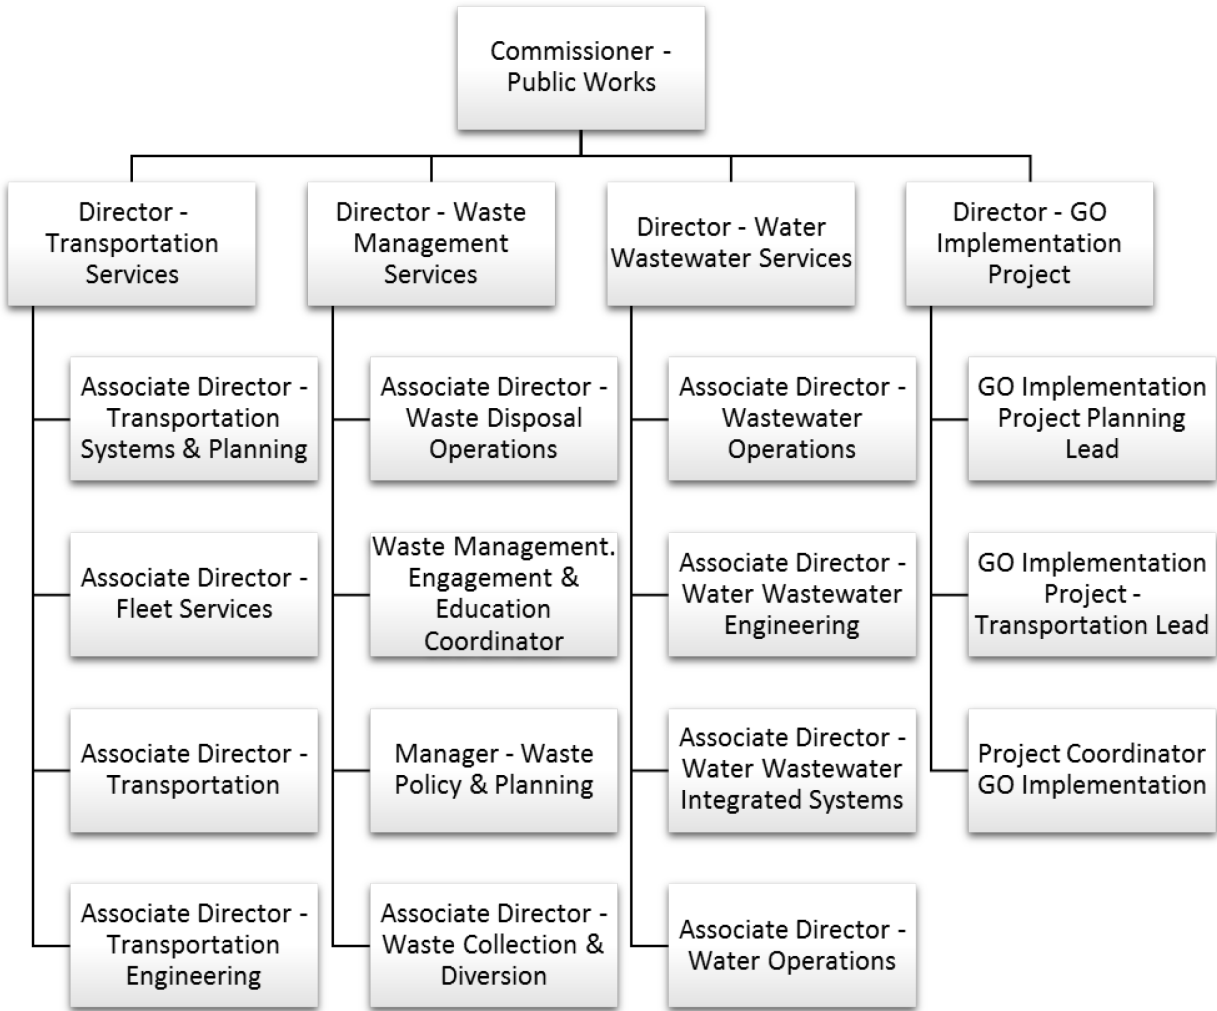 Commissioner -
Public Works
Director -
Transportation
Services
Director - Waste
Management
Services
Director - Water
Wastewater Services
Director - GO
Implementation
Project
Associate Director -
Transportation
Systems & Planning
Associate Director -
Fleet Services
Associate Director -
Transportation
Associate Director -
Transportation
Engineering
Associate Director -
Waste Disposal
Operations
Waste Management.
Engagement &
Education
Coordinator
Manager - Waste
Policy & Planning
Associate Director -
Waste Collection &
Diversion
Associate Director -
Wastewater
Operations
Associate Director -
Water Wastewater
Engineering
Associate Director -
Water Wastewater
Integrated Systems
Associate Director -
Water Operations
GO Implementation
Project Planning
Lead
GO Implementation
Project -
Transportation Lead
Project Coordinator
GO Implementation